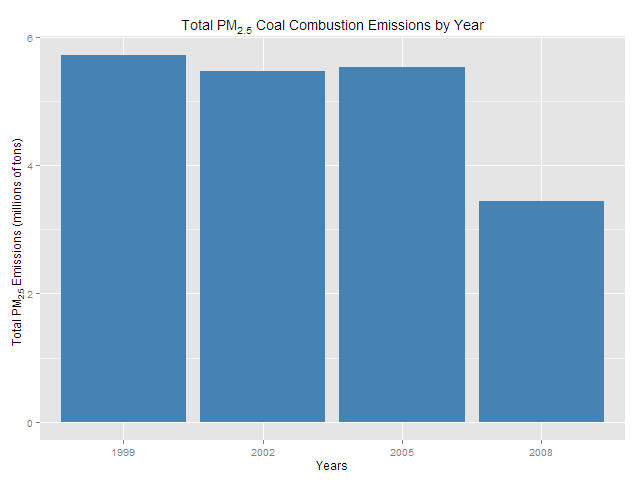 Total PM2.5 Coal Combustion Emissions by Year
Total PM2.5 Emissions (millions of tons)
6
4
2
0
1999 2002 2005 2008
Years